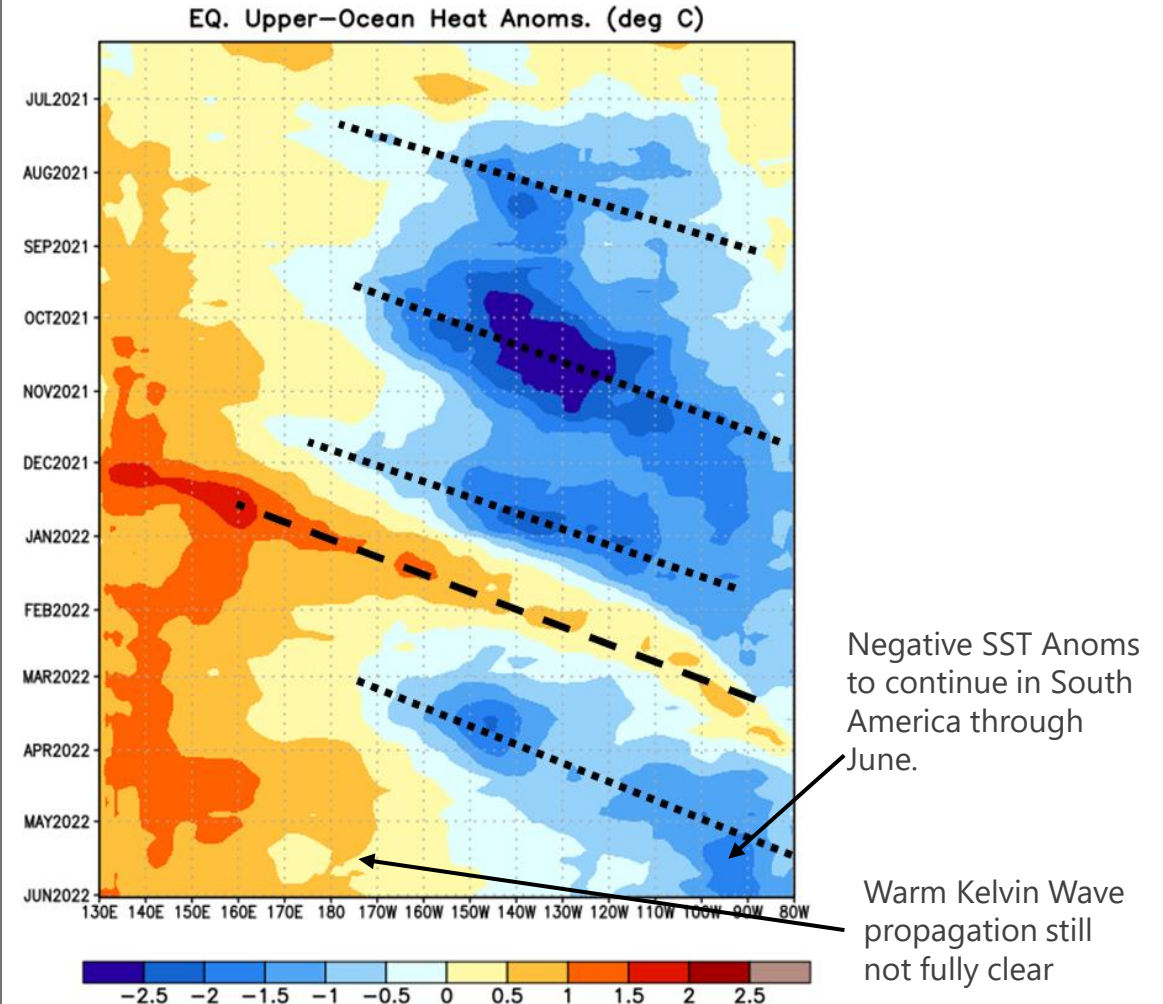 EQ. Upper-Ocean Heat Anoms. (deg C)
JUL2021
AUG2021
SEP2021
OCT2021
NOV2021
DEC2021
JAN2022
FEB2022
MAR2022
APR2022
MAY2022
JUN2022
130E 140E 150E 160E 170E 180 170W 160W 150W 140W 130W 120W 110W 100W 90W 80W
Negative SST Anoms
to continue in South
America through
June.
Warm Kelvin Wave
propagation still
not fully clear
-2.5 -2 -1.5 -1 -0.5 0 0.5 1 1.5 2 2.5